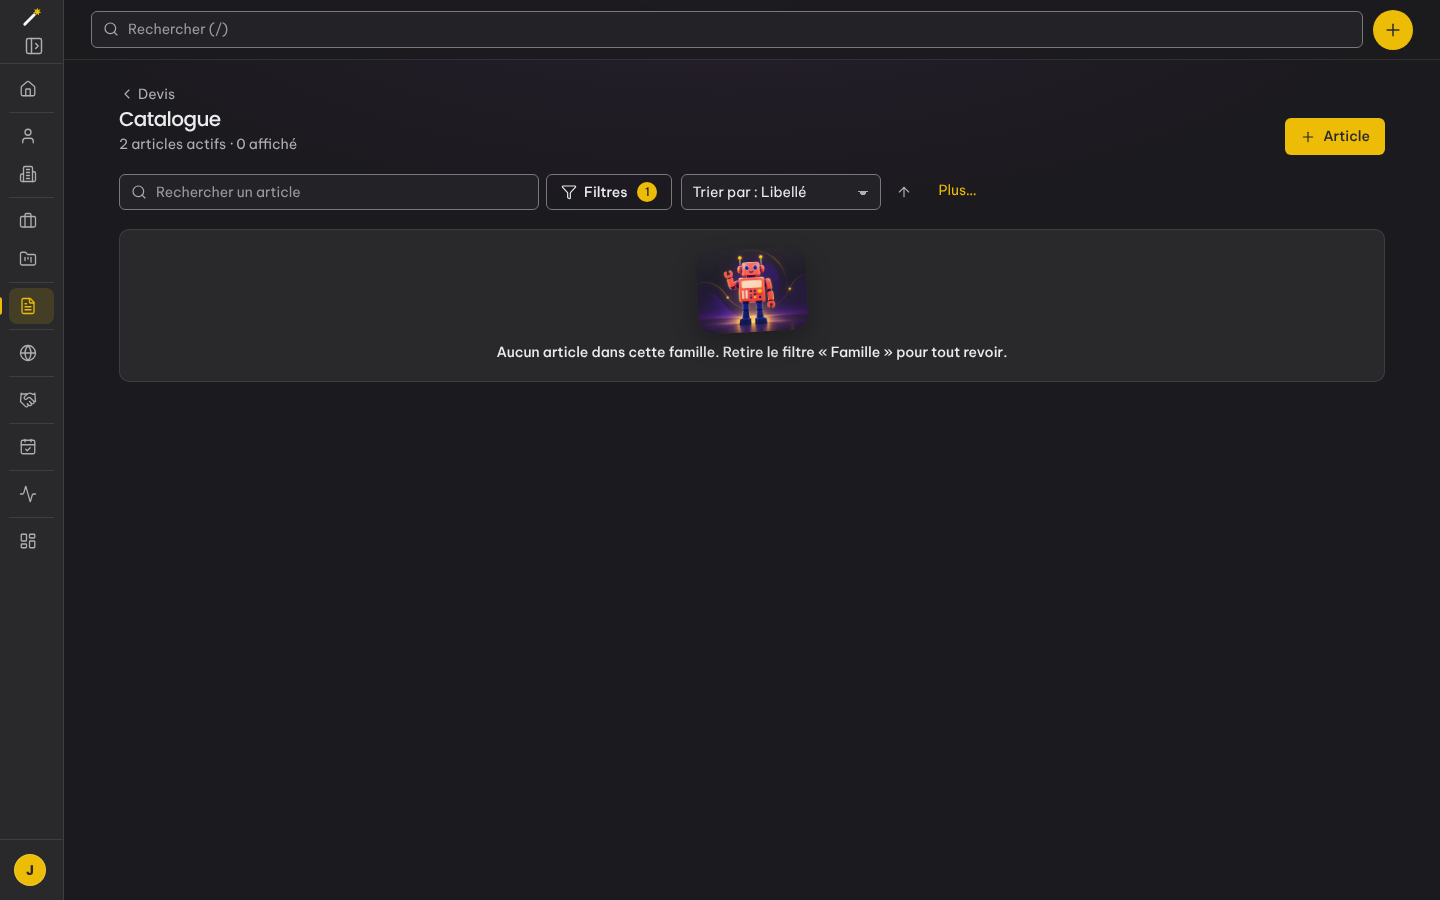 Rechercher (/)
Devis
Catalogue
2 articles actifs · 0 affiché
Article
Rechercher un article
Filtres 1
Trier par : Libellé
Plus...
Aucun article dans cette famille. Retire le filtre « Famille » pour tout revoir.
J